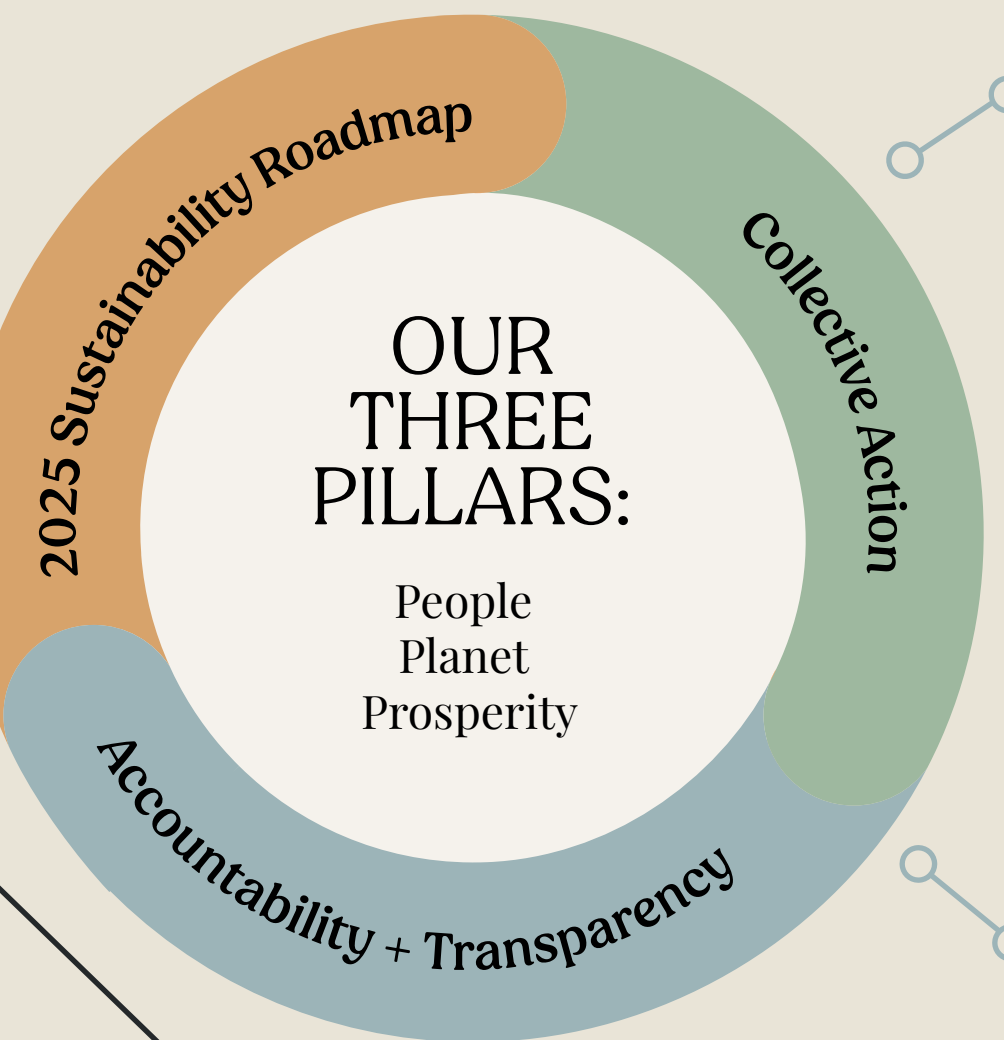 2025 Sustainability Roadmap
Collective Action
OUR
THREE
PILLARS:
People
Planet
Prosperity
Accountability + Transparency